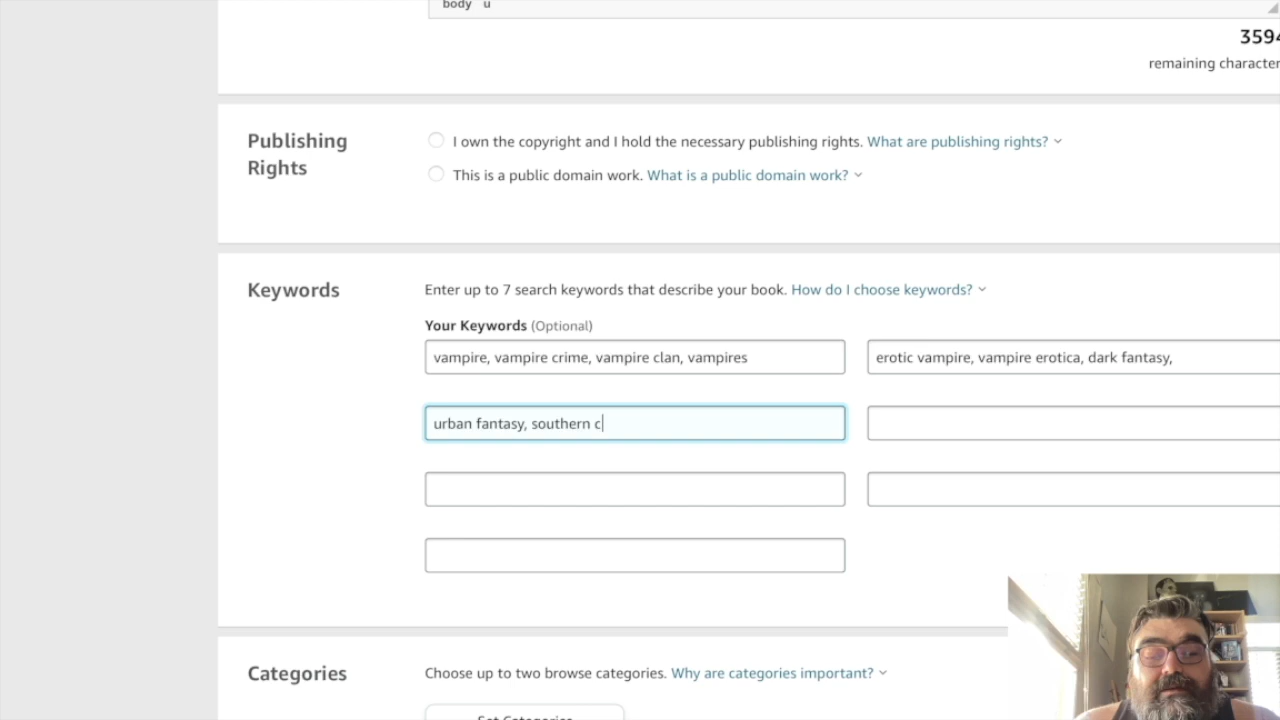 body u
3594
remaining character
Publishing
Rights
I own the copyright and I hold the necessary publishing rights. What are publishing rights?
This is a public domain work. What is a public domain work?
Keywords
Enter up to 7 search keywords that describe your book. How do I choose keywords?
Your Keywords (Optional)
vampire, vampire crime, vampire clan, vampires
erotic vampire, vampire erotica, dark fantasy,
urban fantasy, southern c
Categories
Choose up to two browse categories. Why are categories important?
Set Categories